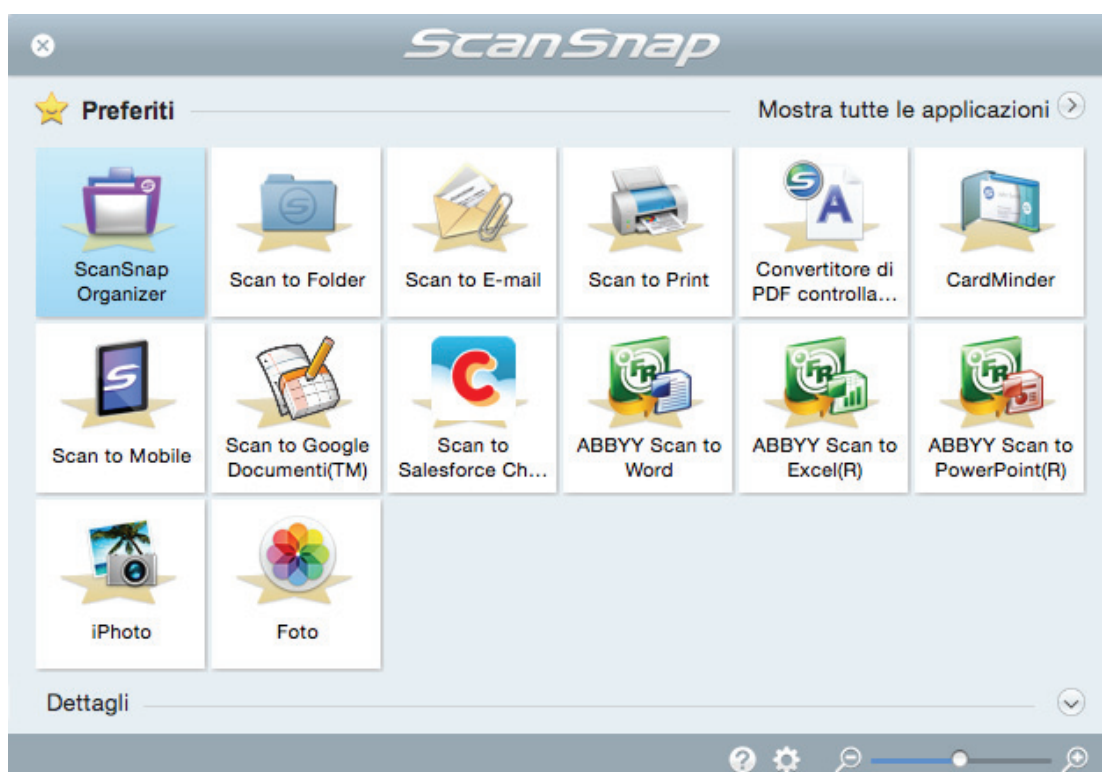 ScanSnap
Preferiti
Mostra tutte le applicazioni
ScanSnap
Organizer
Scan to Folder
Scan to E-mail
Scan to Print
Convertitore di
PDF controlla...
CardMinder
Scan to Mobile
Scan to Google
Documenti(TM)
Scan to
Salesforce Ch...
ABBYY Scan to
Word
ABBYY Scan to
Excel(R)
ABBYY Scan to
PowerPoint(R)
iPhoto
Foto
Dettagli